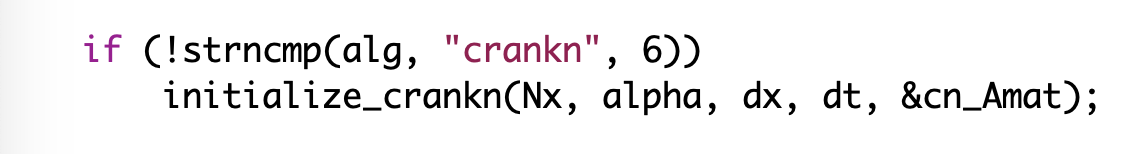 if (!strncmp(alg, "crankn", 6))
    initialize_crankn(Nx, alpha, dx, dt, &cn_Amat);